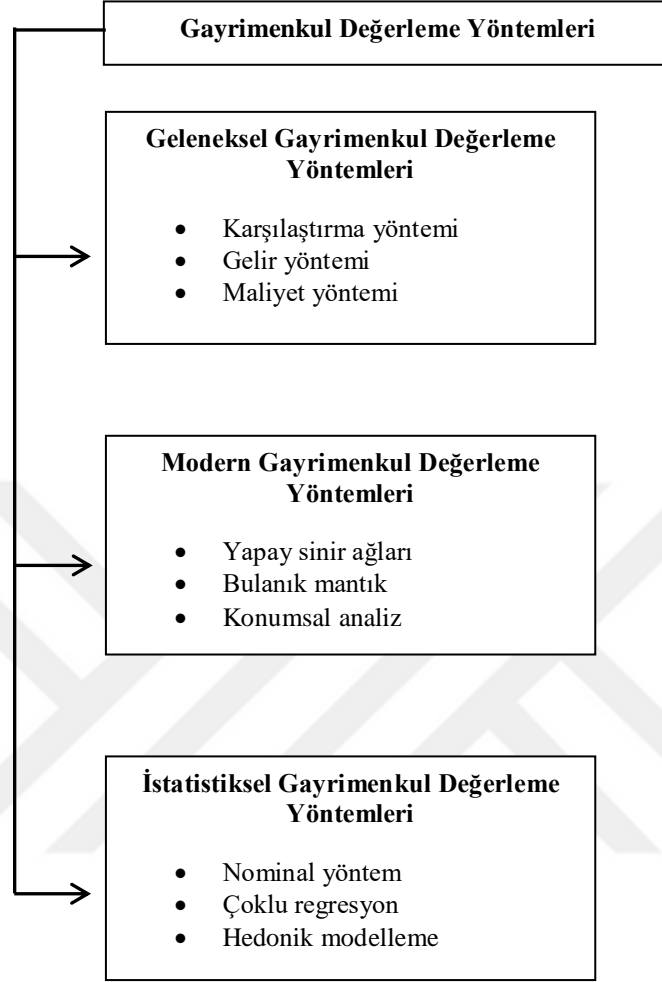 Gayrimenkul Değerleme Yöntemleri
Geleneksel Gayrimenkul Değerleme
Yöntemleri
• Karşılaştırma yöntemi
• Gelir yöntemi
• Maliyet yöntemi
Modern Gayrimenkul Değerleme
Yöntemleri
• Yapay sinir ağları
• Bulanık mantık
• Konumsal analiz
İstatistiksel Gayrimenkul Değerleme
Yöntemleri
• Nominal yöntem
• Çoklu regresyon
• Hedonik modelleme